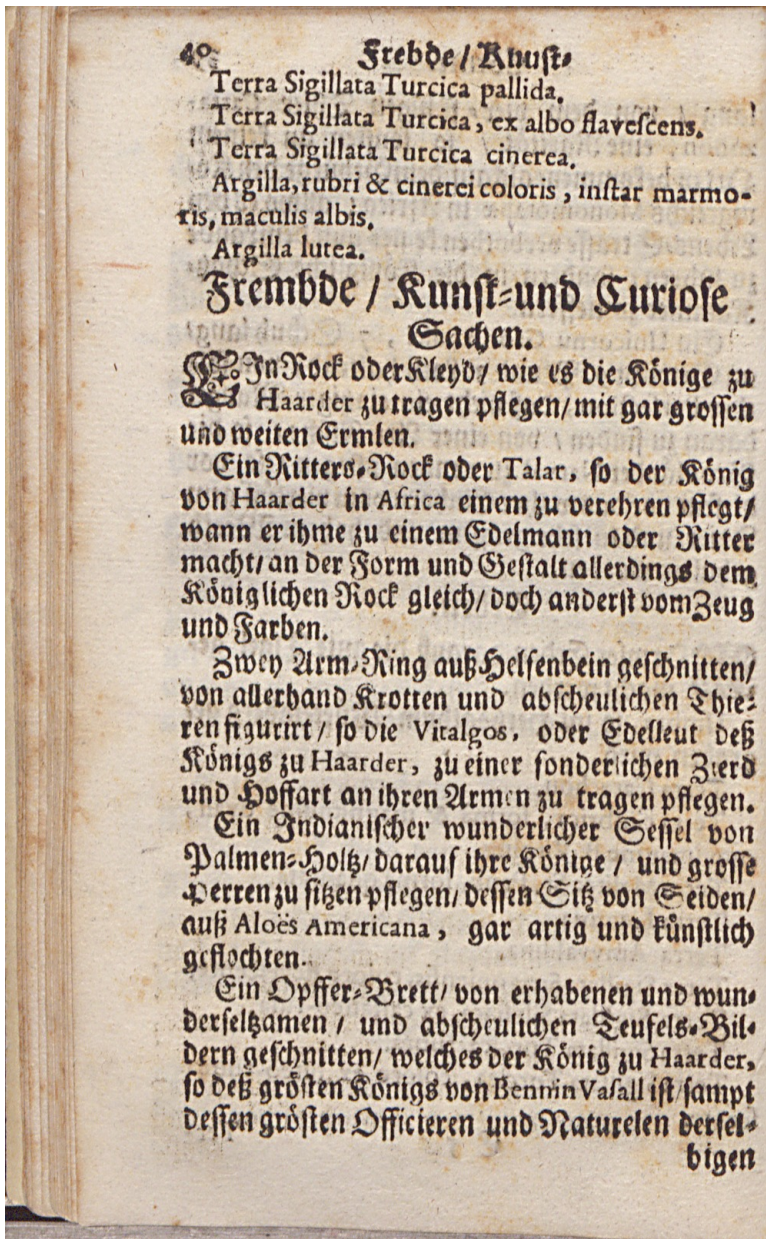 40 Frebde / Knust-
Terra Sigillata Turcica pallida.
Terra Sigillata Turcica, ex albo flavescens.
Terra Sigillata Turcica cinerea.
Argilla, rubri & cinerei coloris, instar marmo-
ris, maculis albis.
Argilla lutea.
Frembde / Kunst-und Curiose
Sachen.
EIn Rock oder Kleyd / wie es die Könige zu
Haarder zu tragen pflegen / mit gar grossen
und weiten Ermlen.
Ein Ritters-Rock oder Talar, so der König
von Haarder in Africa einem zu verehren pflegt /
wann er ihme zu einem Edelmann oder Ritter
macht / an der Form und Gestalt allerdings dem
Königlichen Rock gleich / doch anderst vom Zeug
und Farben.
Zwey Arm-Ring auß Helfenbein geschnitten /
von allerhand Krotten und abscheulichen Thie-
ren figurirt / so die Vitalgos, oder Edelleut deß
Königs zu Haarder, zu einer sonderlichen Zierd
und Hoffart an ihren Armen zu tragen pflegen.
Ein Indianischer wunderlicher Sessel von
Palmen-Holtz / darauf ihre Könige / und grosse
Herren zu sitzen pflegen / dessen Sitz von Seiden /
auß Aloës Americana, gar artig und künstlich
geflochten.
Ein Opffer-Brett / von erhabenen und wun-
derseltzamen / und abscheulichen Teufels-Bil-
dern geschnitten / welches der König zu Haarder,
so deß grösten Königs von Bennin Vasall ist / sampt
dessen grösten Officieren und Naturelen dersel-
bigen